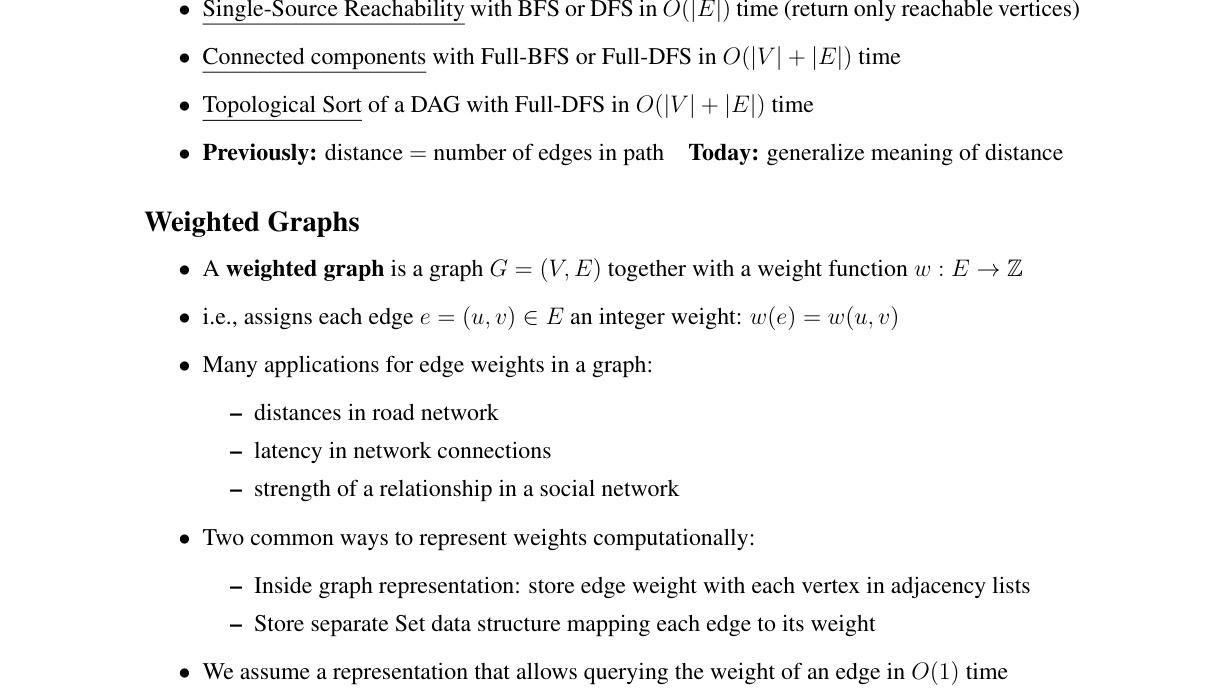 • Single-Source Reachability with BFS or DFS in O(|E|) time (return only reachable vertices)
• Connected components with Full-BFS or Full-DFS in O(|V| + |E|) time
• Topological Sort of a DAG with Full-DFS in O(|V| + |E|) time
• Previously: distance = number of edges in path Today: generalize meaning of distance
Weighted Graphs
• A weighted graph is a graph G = (V, E) together with a weight function w : E → ℤ
• i.e., assigns each edge e = (u, v) ∈ E an integer weight: w(e) = w(u, v)
• Many applications for edge weights in a graph:
– distances in road network
– latency in network connections
– strength of a relationship in a social network
• Two common ways to represent weights computationally:
– Inside graph representation: store edge weight with each vertex in adjacency lists
– Store separate Set data structure mapping each edge to its weight
• We assume a representation that allows querying the weight of an edge in O(1) time